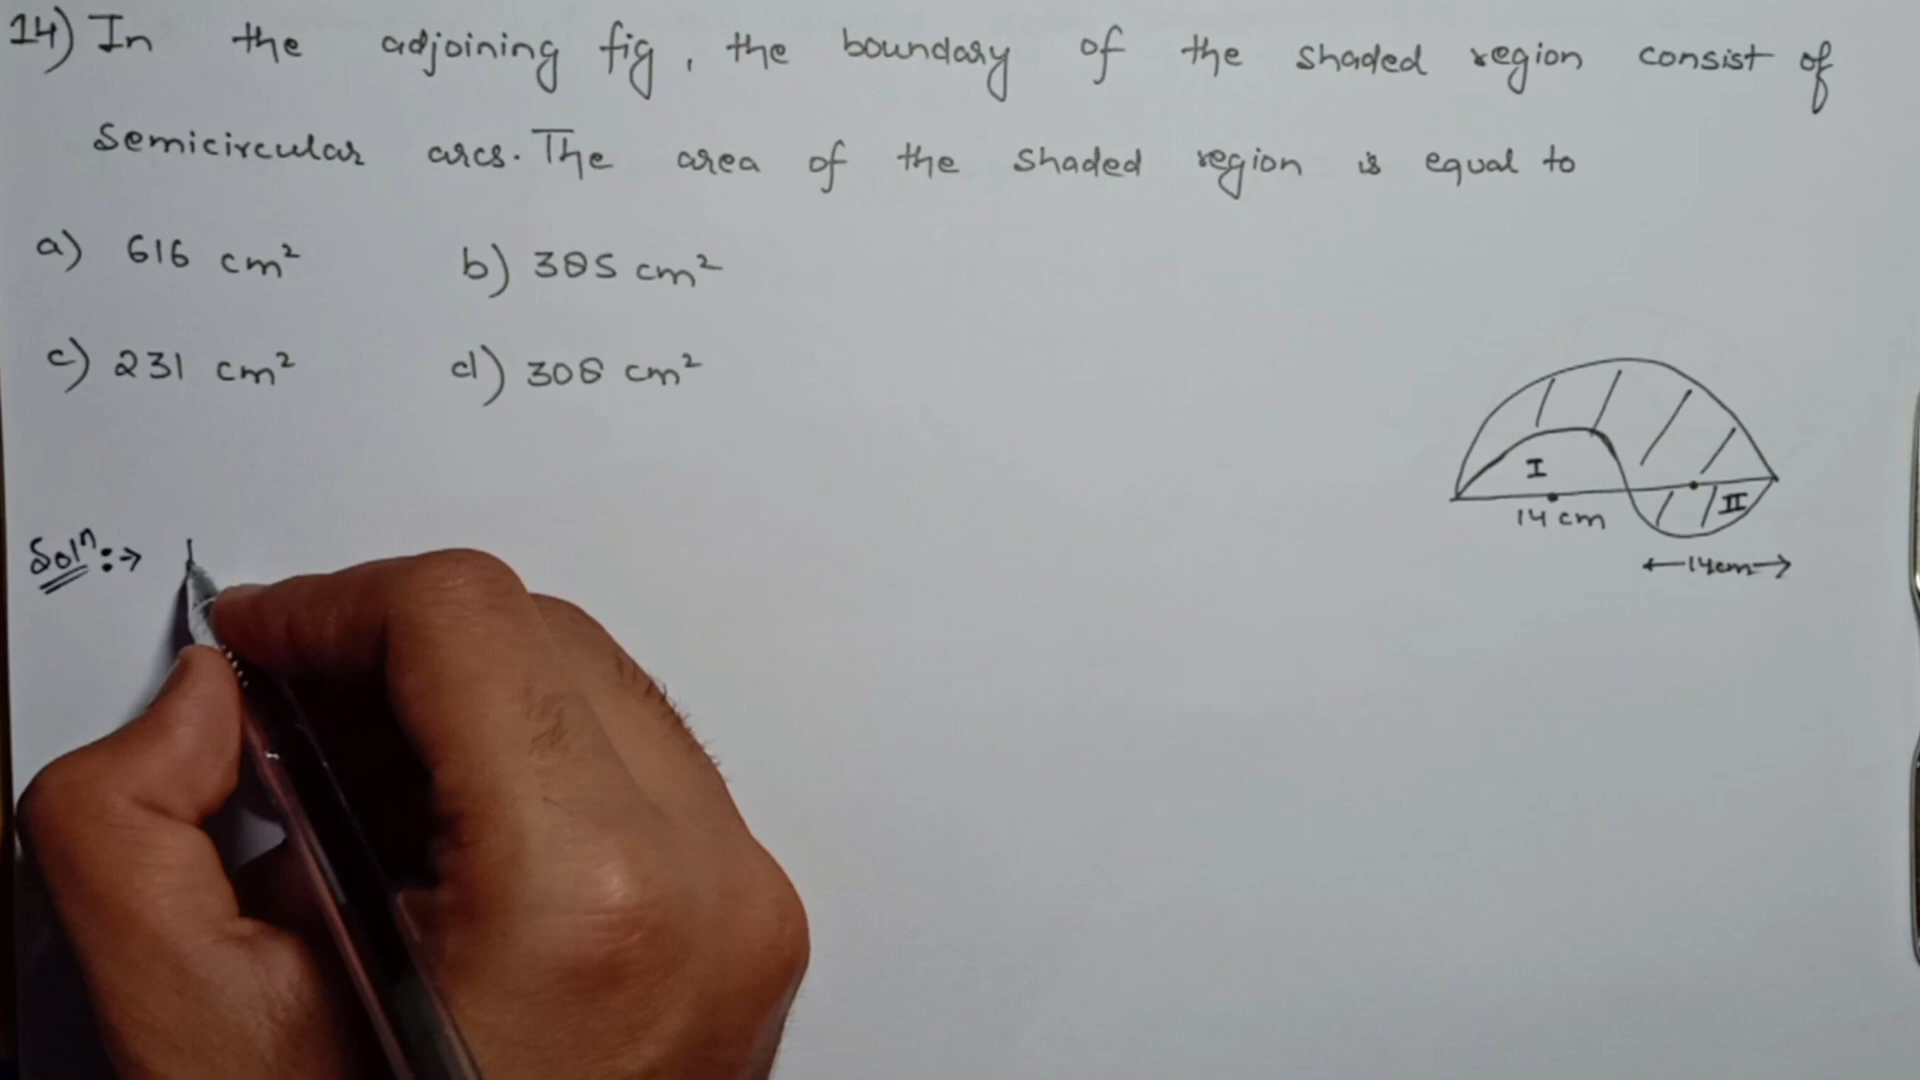 14) In the adjoining fig, the boundary of the shaded region consist of
semicircular arcs. The area of the shaded region is equal to
a) 616 cm² b) 385 cm²
c) 231 cm² d) 308 cm²
I
II
14 cm
14cm
Solⁿ:→